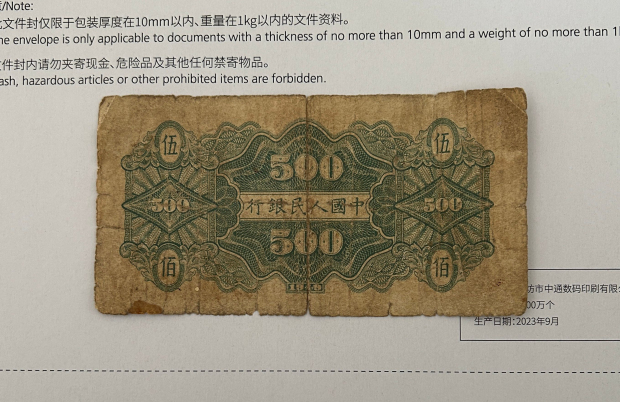 /Note:
文件封仅限于包装厚度在10mm以内、重量在1kg以内的文件资料。
envelope is only applicable to documents with a thickness of no more than 10mm and a weight of no more than
件封内请勿夹寄现金、危险品及其他任何禁寄物品。
ash, hazardous articles or other prohibited items are forbidden.
伍
伍
500
500
行銀民人國中
500
500
佰
佰
市中通数码印刷有限
00万个
生产日期:2023年9月